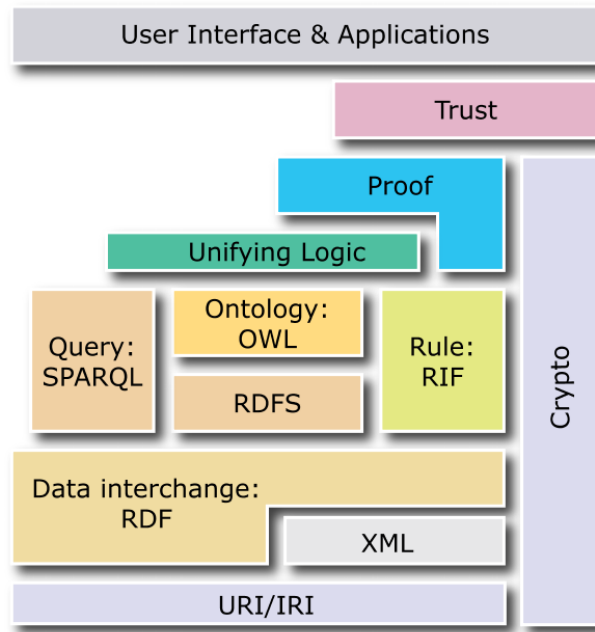 User Interface & Applications
Trust
Proof
Unifying Logic
Query:
SPARQL
Ontology:
OWL
RDFS
Rule:
RIF
Crypto
Data interchange:
RDF
XML
URI/IRI